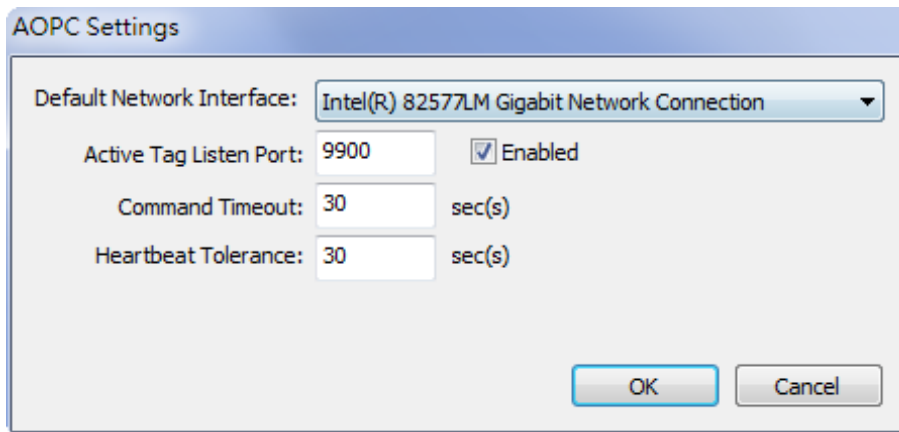 AOPC Settings
Default Network Interface: Intel(R) 82577LM Gigabit Network Connection
Active Tag Listen Port: 9900 Enabled
Command Timeout: 30 sec(s)
Heartbeat Tolerance: 30 sec(s)
OK Cancel